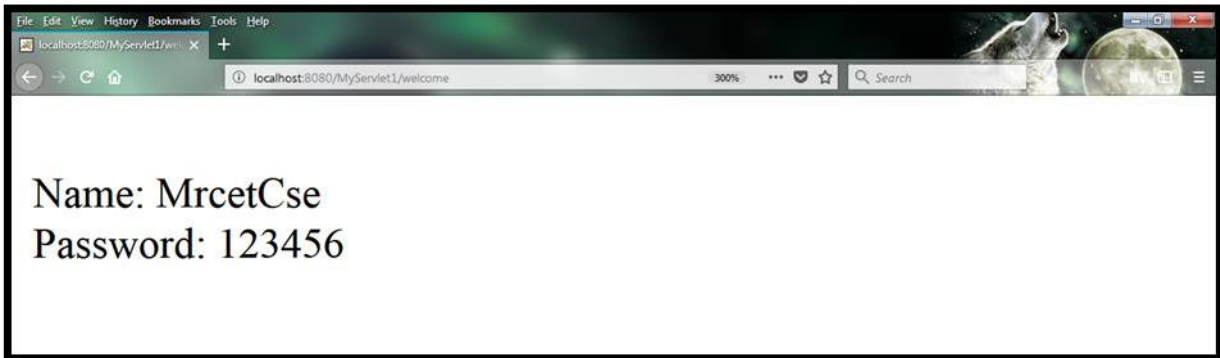 File Edit View History Bookmarks Tools Help
localhost:8080/MyServlet1/wel
localhost:8080/MyServlet1/welcome 300% Search
Name: MrcetCse
Password: 123456